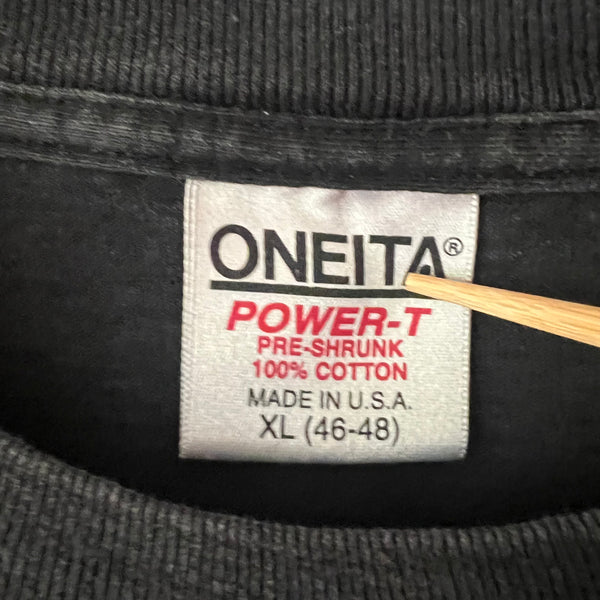 ONEITA®
POWER-T
PRE-SHRUNK
100% COTTON
MADE IN U.S.A.
XL (46-48)